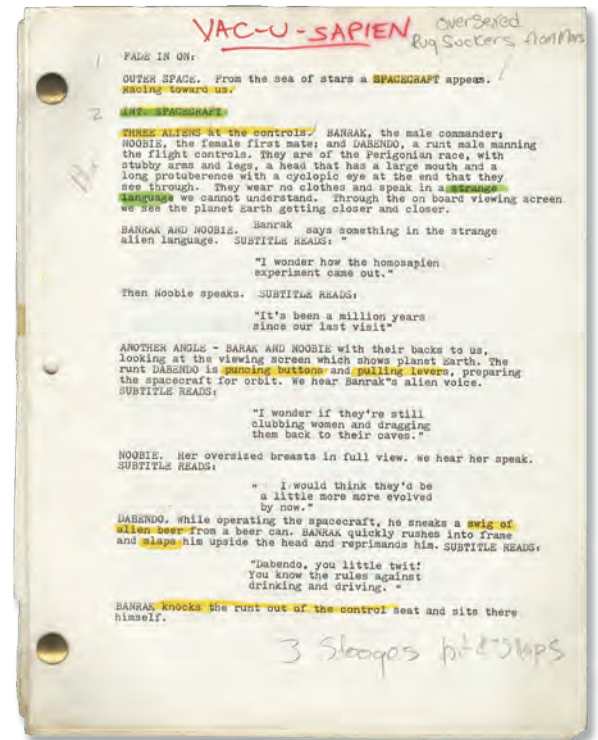 VAC-U-SAPIEN
oversexed
Rug Suckers from Mars
1
FADE IN ON:
OUTER SPACE. From the sea of stars a SPACECRAFT appears.
Racing toward us.
2
INT. SPACECRAFT
THREE ALIENS at the controls. BANRAK, the male commander;
NOOBIE, the female first mate; and DABENDO, a runt male manning
the flight controls. They are of the Perigonian race, with
stubby arms and legs, a head that has a large mouth and a
long protuberence with a cyclopic eye at the end that they
see through. They wear no clothes and speak in a strange
language we cannot understand. Through the on board viewing screen
we see the planet Earth getting closer and closer.
BANRAK AND NOOBIE. Banrak says something in the strange
alien language. SUBTITLE READS: "
"I wonder how the homosapien
experiment came out."
Then Noobie speaks. SUBTITLE READS:
"It's been a million years
since our last visit"
ANOTHER ANGLE - BARAK AND NOOBIE with their backs to us,
looking at the viewing screen which shows planet Earth. The
runt DABENDO is puncing buttons and pulling levers, preparing
the spacecraft for orbit. We hear Banrak"s alien voice.
SUBTITLE READS:
"I wonder if they're still
clubbing women and dragging
them back to their caves."
NOOBIE. Her oversized breasts in full view. We hear her speak.
SUBTITLE READS:
" I would think they'd be
a little more more evolved
by now."
DABENDO. While operating the spacecraft, he sneaks a swig of
alien beer from a beer can. BANRAK quickly rushes into frame
and slaps him upside the head and reprimands him. SUBTITLE READS:
"Dabendo, you little twit!
You know the rules against
drinking and driving. "
BANRAK knocks the runt out of the control seat and sits there
himself.
3 Stooges hit & slaps